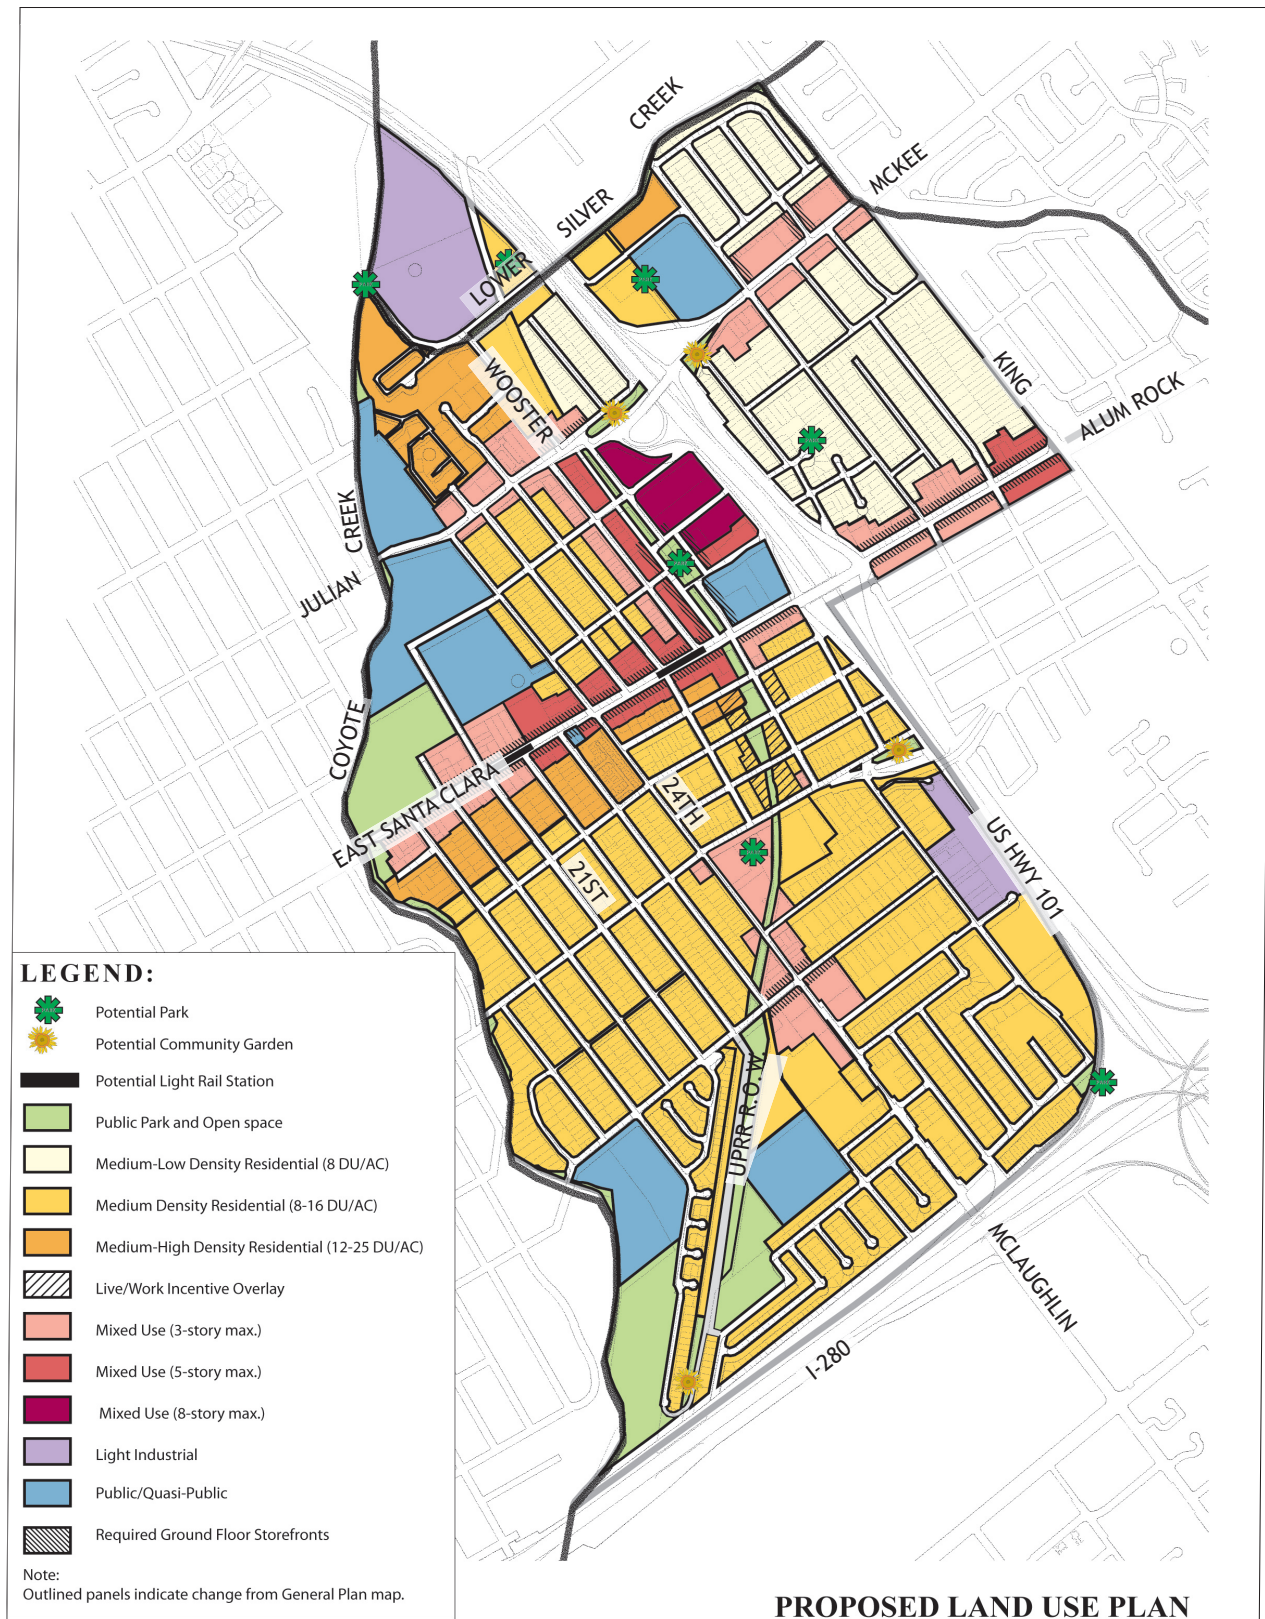 CREEK
MCKEE
SILVER
LOWER
WOOSTER
KING
ALUM ROCK
CREEK
JULIAN
COYOTE
EAST SANTA CLARA
24TH
21ST
US HWY 101
UPRR R.O.W.
MCLAUGHLIN
I-280
LEGEND:
Potential Park
Potential Community Garden
Potential Light Rail Station
Public Park and Open space
Medium-Low Density Residential (8 DU/AC)
Medium Density Residential (8-16 DU/AC)
Medium-High Density Residential (12-25 DU/AC)
Live/Work Incentive Overlay
Mixed Use (3-story max.)
Mixed Use (5-story max.)
Mixed Use (8-story max.)
Light Industrial
Public/Quasi-Public
Required Ground Floor Storefronts
Note:
Outlined panels indicate change from General Plan map.
PROPOSED LAND USE PLAN